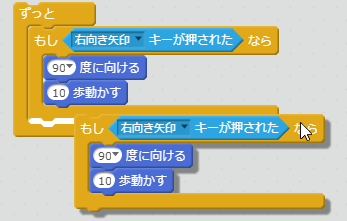 ずっと
もし 右向き矢印 キーが押された なら
90 度に向ける
10 歩動かす
もし 右向き矢印 キーが押された なら
90 度に向ける
10 歩動かす